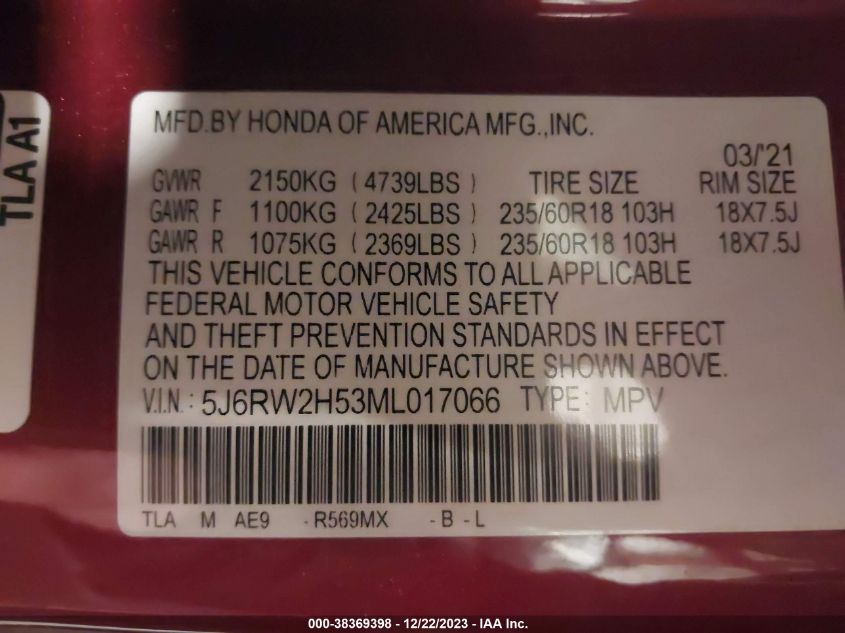 TLA A1
MFD.BY HONDA OF AMERICA MFG.,INC.
03/'21
GVWR 2150KG ( 4739LBS ) TIRE SIZE RIM SIZE
GAWR F 1100KG ( 2425LBS ) 235/60R18 103H 18X7.5J
GAWR R 1075KG ( 2369LBS ) 235/60R18 103H 18X7.5J
THIS VEHICLE CONFORMS TO ALL APPLICABLE
FEDERAL MOTOR VEHICLE SAFETY
AND THEFT PREVENTION STANDARDS IN EFFECT
ON THE DATE OF MANUFACTURE SHOWN ABOVE.
V.I.N. : 5J6RW2H53ML017066 TYPE : MPV
TLA M AE9 -R569MX -B -L
000-38369398 - 12/22/2023 - IAA Inc.